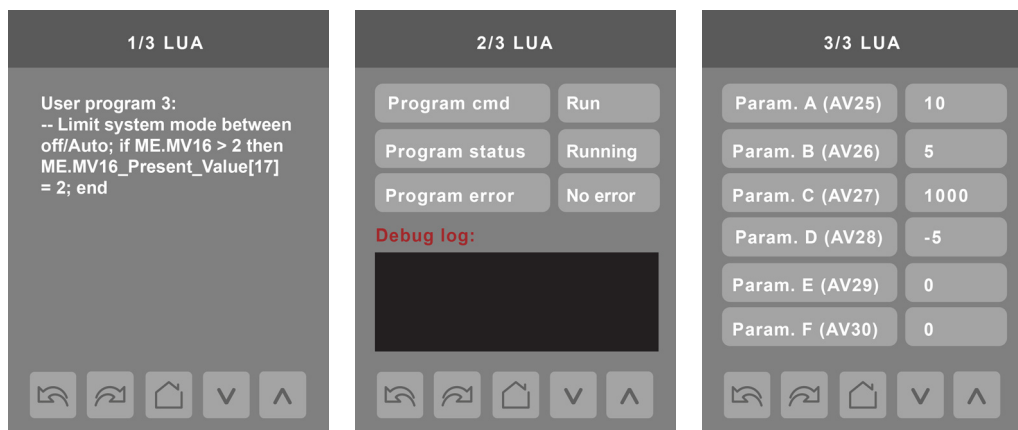 1/3 LUA
User program 3:
-- Limit system mode between
off/Auto; if ME.MV16 > 2 then
ME.MV16_Present_Value[17]
= 2; end
2/3 LUA
Program cmd Run
Program status Running
Program error No error
Debug log:
3/3 LUA
Param. A (AV25) 10
Param. B (AV26) 5
Param. C (AV27) 1000
Param. D (AV28) -5
Param. E (AV29) 0
Param. F (AV30) 0